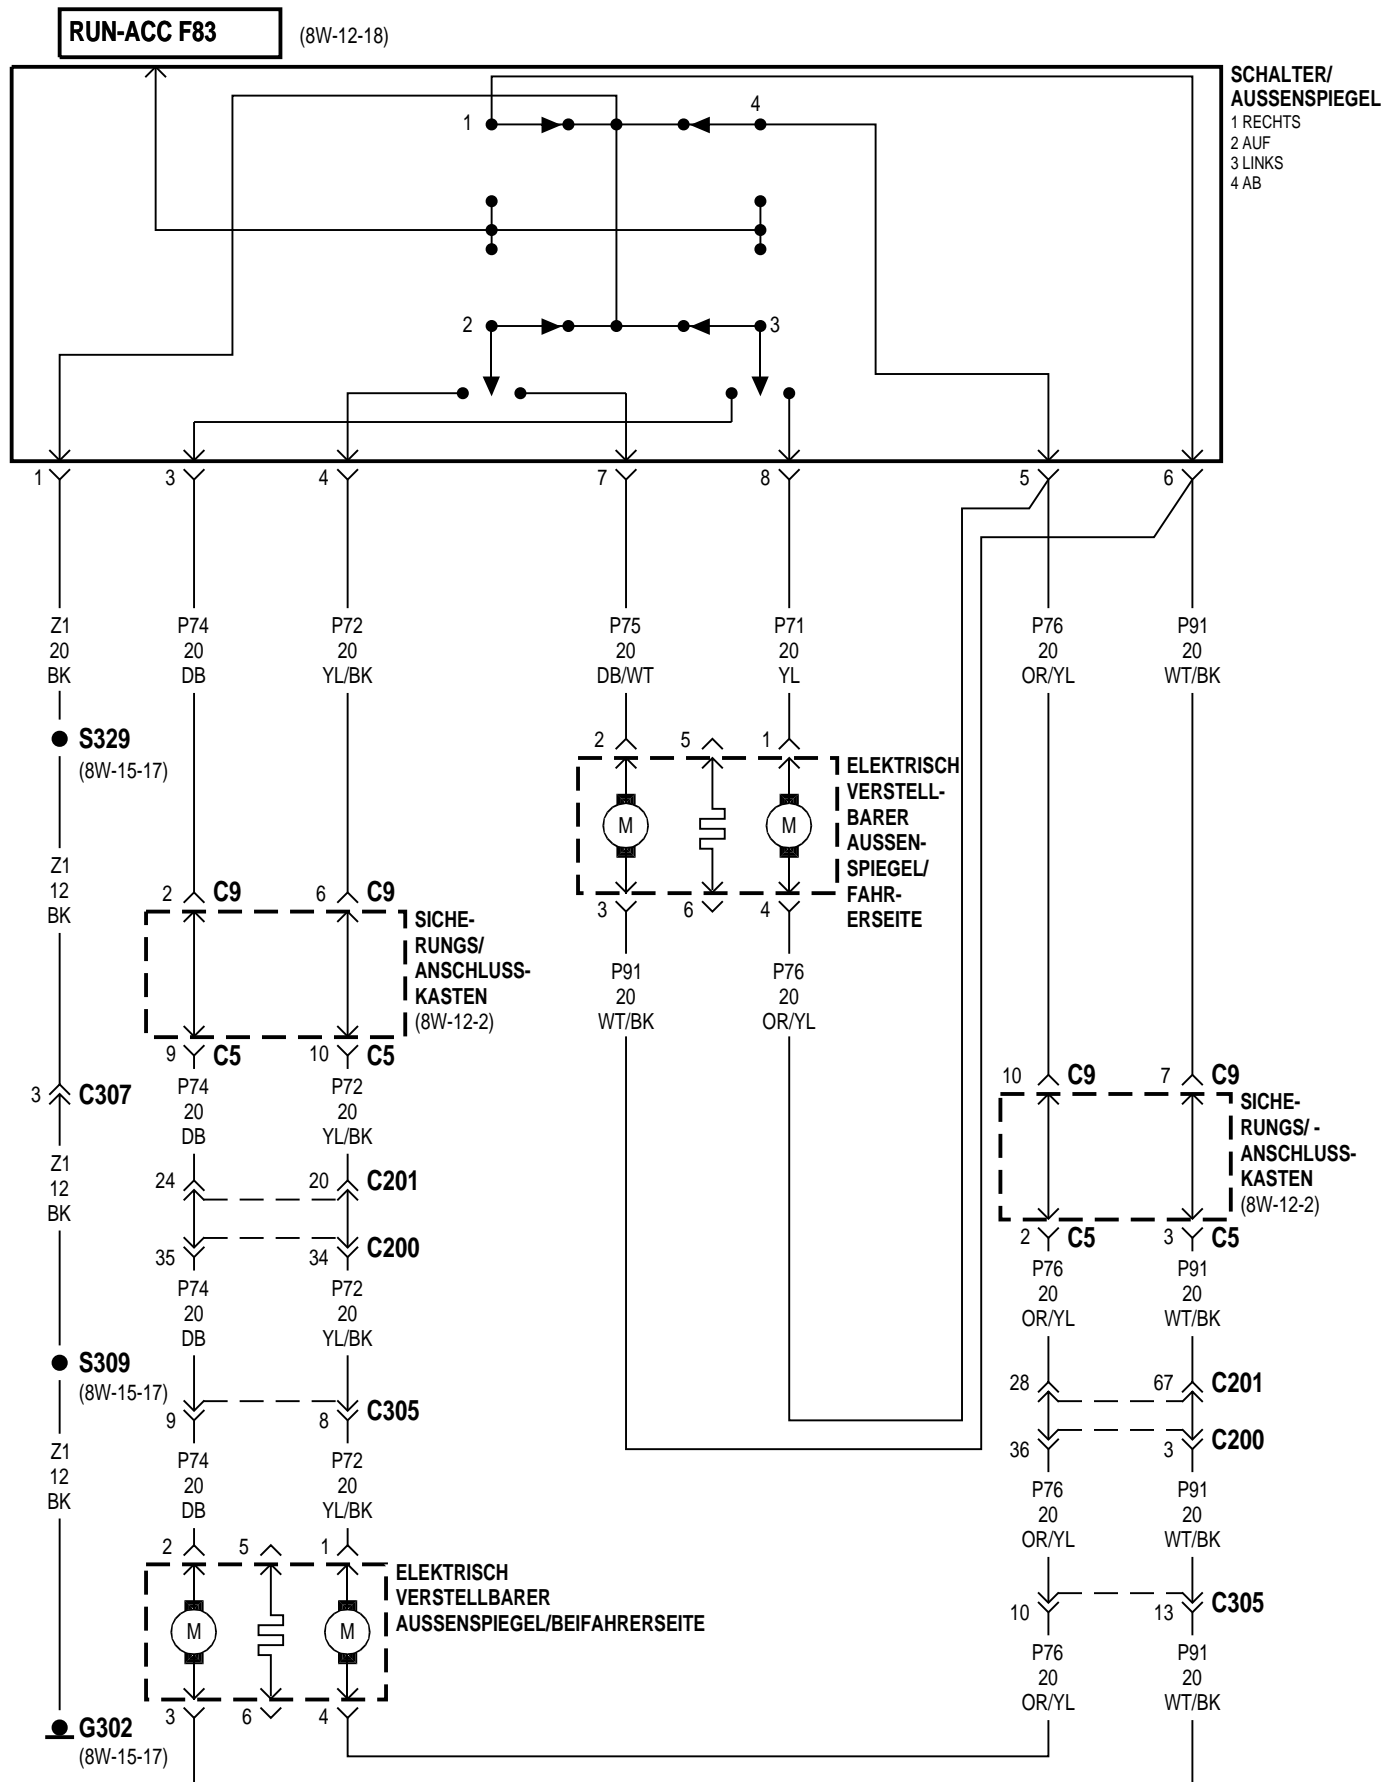 RUN-ACC F83
(8W-12-18)
SCHALTER/
AUSSENSPIEGEL
1 RECHTS
2 AUF
3 LINKS
4 AB
1
4
2
3
1
3
4
7
8
5
6
Z1
20
BK
P74
20
DB
P72
20
YL/BK
P75
20
DB/WT
P71
20
YL
P76
20
OR/YL
P91
20
WT/BK
S329
(8W-15-17)
2
5
1
M
M
ELEKTRISCH
VERSTELL-
BARER
AUSSEN-
SPIEGEL/
FAHR-
ERSEITE
3
6
4
Z1
12
BK
2
C9
6
C9
SICHE-
RUNGS/
ANSCHLUSS-
KASTEN
(8W-12-2)
9
C5
10
C5
P91
20
WT/BK
P76
20
OR/YL
3
C307
P74
20
DB
P72
20
YL/BK
10
C9
7
C9
SICHE-
RUNGS/ -
ANSCHLUSS-
KASTEN
(8W-12-2)
2
C5
3
C5
Z1
12
BK
24
20
C201
35
34
C200
P74
20
DB
P72
20
YL/BK
P76
20
OR/YL
P91
20
WT/BK
S309
(8W-15-17)
28
67
C201
36
3
C200
9
8
C305
Z1
12
BK
P74
20
DB
P72
20
YL/BK
P76
20
OR/YL
P91
20
WT/BK
2
5
1
M
M
ELEKTRISCH
VERSTELLBARER
AUSSENSPIEGEL/BEIFAHRERSEITE
10
13
C305
P76
20
OR/YL
P91
20
WT/BK
3
6
4
G302
(8W-15-17)